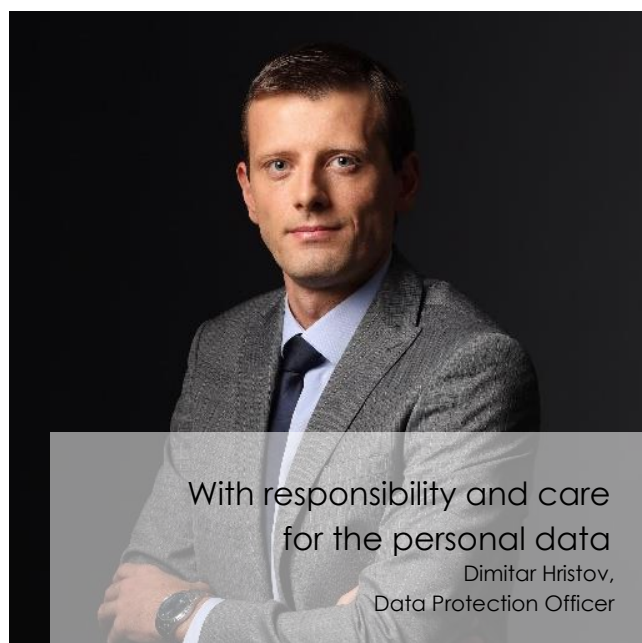 With responsibility and care
for the personal data
Dimitar Hristov,
Data Protection Officer